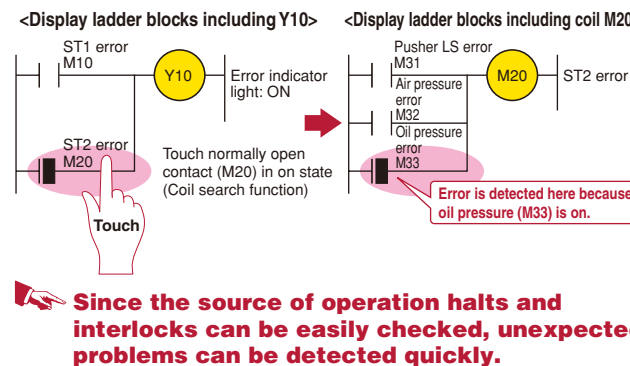 <Display ladder blocks including Y10>
<Display ladder blocks including coil M20
ST1 error
M10
Y10
Error indicator
light: ON
ST2 error
M20
Touch normally open
contact (M20) in on state
(Coil search function)
Touch
Pusher LS error
M31
Air pressure
error
M32
Oil pressure
error
M33
M20
ST2 error
Error is detected here because
oil pressure (M33) is on.
Since the source of operation halts and
interlocks can be easily checked, unexpected
problems can be detected quickly.